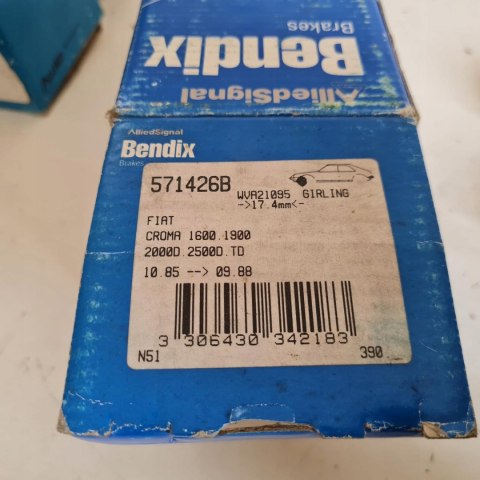 Brakes
Bendix
AlliedSignal
AlliedSignal
Bendix
Brakes
571426B
WVA21095 GIRLING
->17.4mm<-
FIAT
CROMA 1600.1900
2000D.2500D.TD
10.85 --> 09.88
3 306430 342183
N51 390